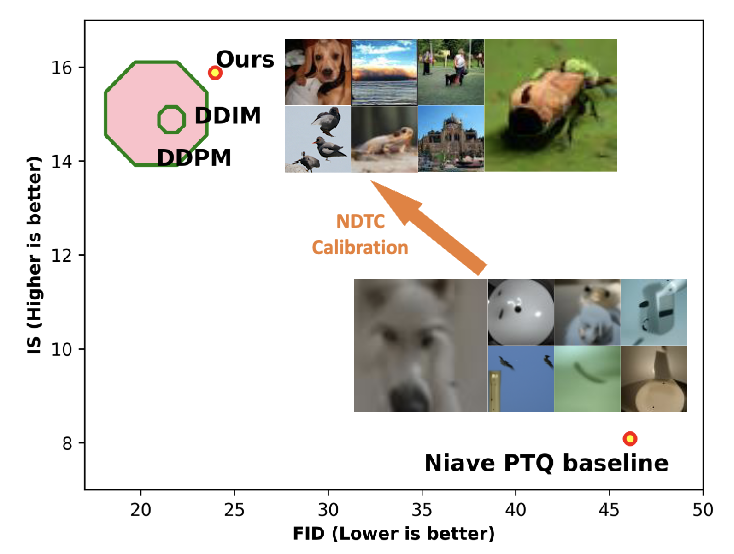 16
14
12
10
8
IS (Higher is better)
Ours
DDIM
DDPM
NDTC
Calibration
Niave PTQ baseline
20
25
30
35
40
45
50
FID (Lower is better)